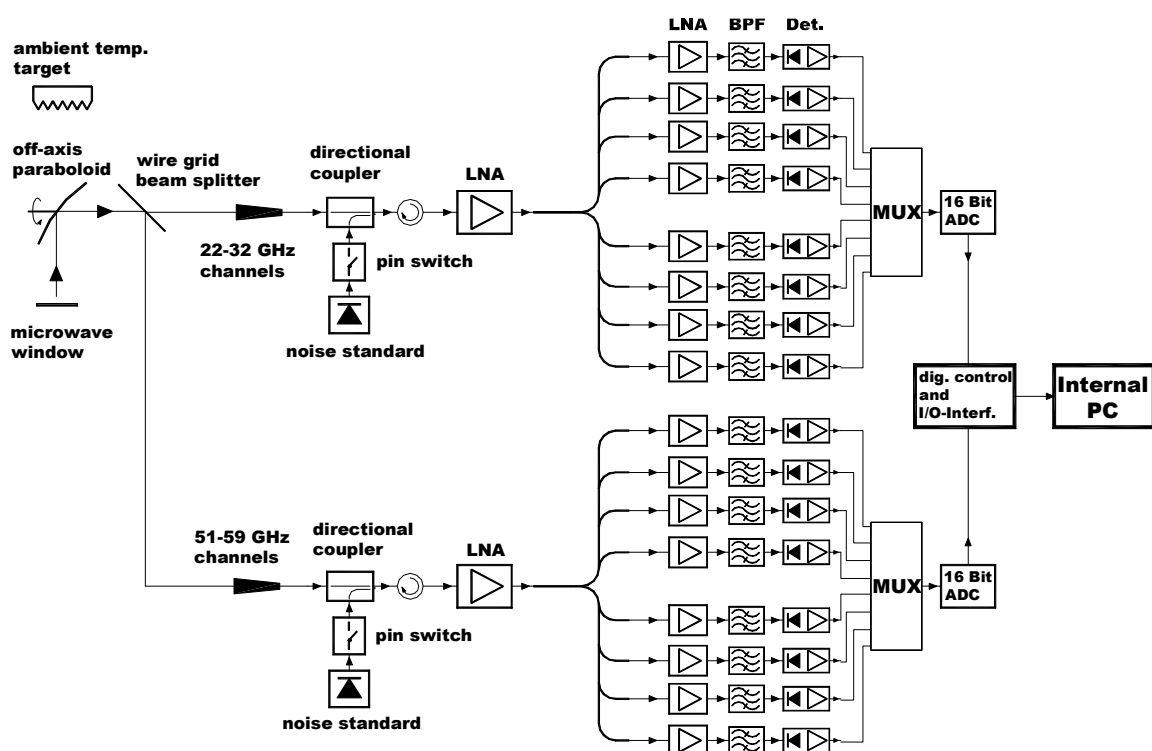 LNA BPF Det.
ambient temp.
target
off-axis
paraboloid
wire grid
beam splitter
directional
coupler
LNA
22-32 GHz
channels
pin switch
microwave
window
noise standard
MUX
16 Bit
ADC
dig. control
and
I/O-Interf.
Internal
PC
51-59 GHz
channels
directional
coupler
LNA
pin switch
noise standard
MUX
16 Bit
ADC